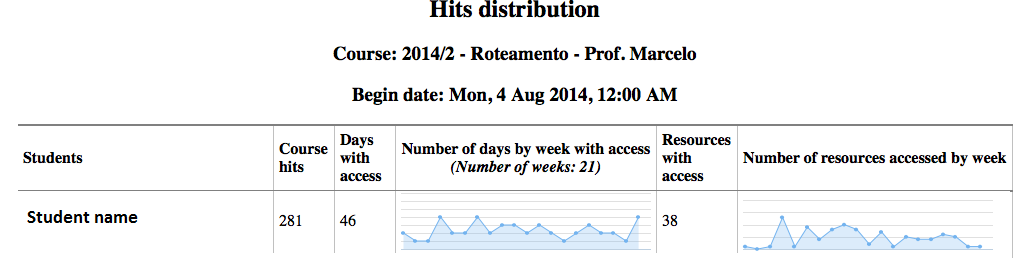 Hits distribution
Course: 2014/2 - Roteamento - Prof. Marcelo
Begin date: Mon, 4 Aug 2014, 12:00 AM
Students
Course
hits
Days
with
access
Number of days by week with access
(Number of weeks: 21)
Resources
with
access
Number of resources accessed by week
Student name
281
46
38